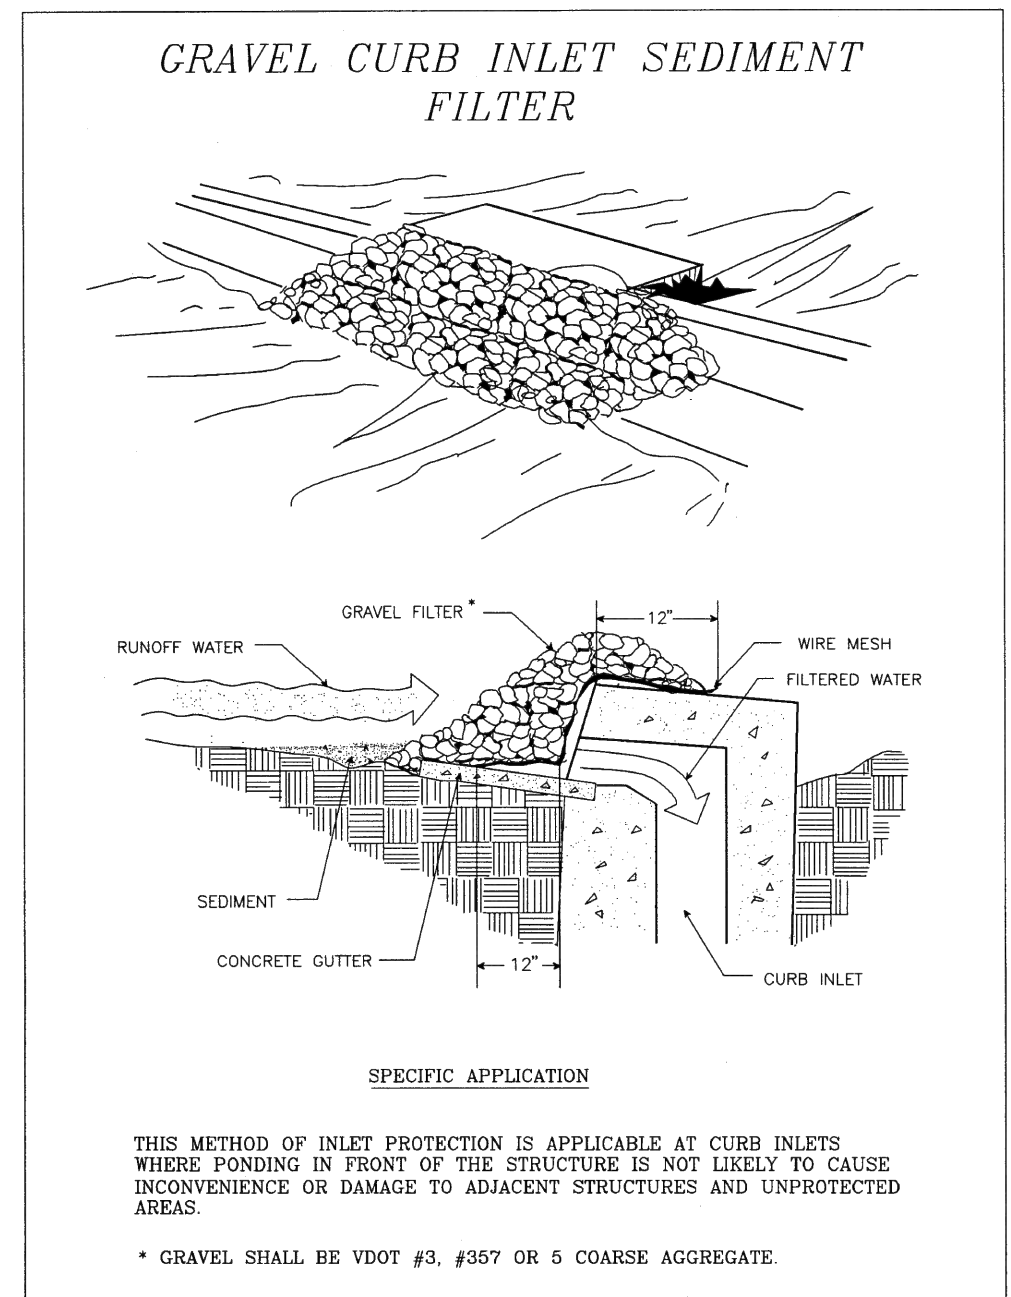 GRAVEL CURB INLET SEDIMENT
FILTER
GRAVEL FILTER*
12"
RUNOFF WATER
WIRE MESH
FILTERED WATER
SEDIMENT
CONCRETE GUTTER
12"
CURB INLET
SPECIFIC APPLICATION
THIS METHOD OF INLET PROTECTION IS APPLICABLE AT CURB INLETS
WHERE PONDING IN FRONT OF THE STRUCTURE IS NOT LIKELY TO CAUSE
INCONVENIENCE OR DAMAGE TO ADJACENT STRUCTURES AND UNPROTECTED
AREAS.
* GRAVEL SHALL BE VDOT #3, #357 OR 5 COARSE AGGREGATE.